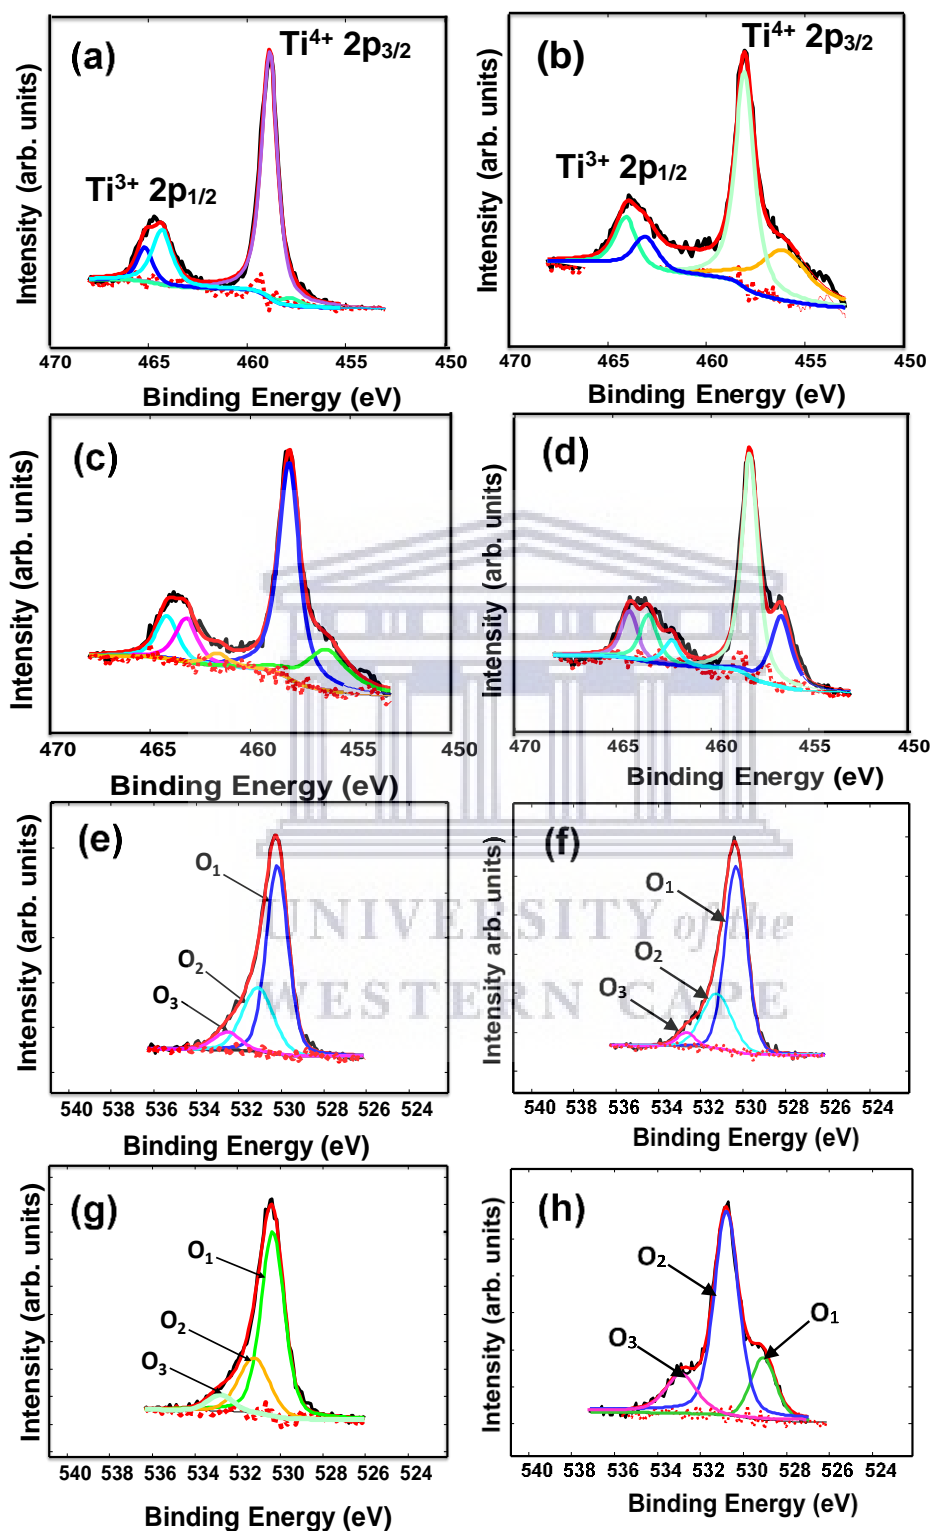 (a)
Ti⁴⁺ 2p₃/₂
Ti³⁺ 2p₁/₂
Intensity (arb. units)
470 465 460 455 450
Binding Energy (eV)
(b)
Ti⁴⁺ 2p₃/₂
Ti³⁺ 2p₁/₂
Intensity (arb. units)
470 465 460 455 450
Binding Energy (eV)
(c)
Intensity (arb. units)
470 465 460 455 450
Binding Energy (eV)
(d)
Intensity (arb. units)
470 465 460 455 450
Binding Energy (eV)
(e)
O₁
O₂
O₃
Intensity (arb. units)
540 538 536 534 532 530 528 526 524
Binding Energy (eV)
(f)
O₁
O₂
O₃
Intensity arb. units)
540 538 536 534 532 530 528 526 524
Binding Energy (eV)
UNIVERSITY of the
WESTERN CAPE
(g)
O₁
O₂
O₃
Intensity (arb. units)
540 538 536 534 532 530 528 526 524
Binding Energy (eV)
(h)
O₂
O₁
O₃
Intensity (arb. units)
540 538 536 534 532 530 528 526 524
Binding Energy (eV)